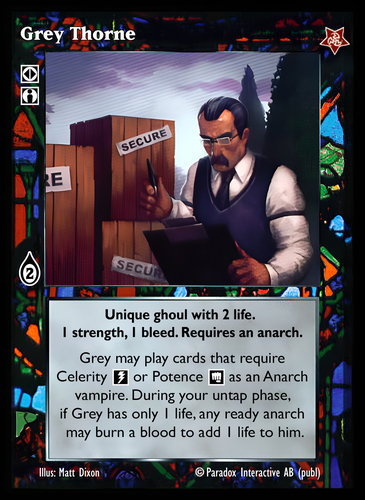 Grey Thorne
SECURE
RE
SECURE
2
Unique ghoul with 2 life.
1 strength, 1 bleed. Requires an anarch.
Grey may play cards that require
Celerity or Potence as an Anarch
vampire. During your untap phase,
if Grey has only 1 life, any ready anarch
may burn a blood to add 1 life to him.
Illus: Matt Dixon © Paradox Interactive AB (publ)